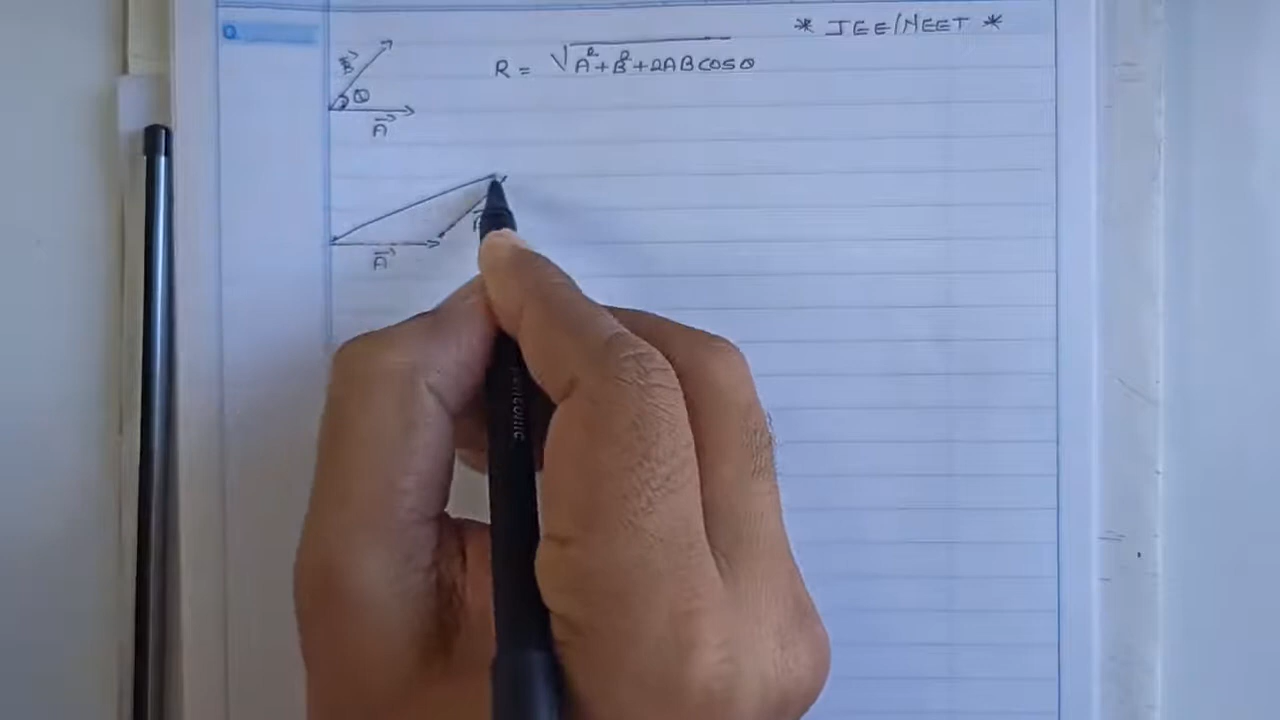 * JEE/NEET *
Q
B⃗
R = √A²+B²+2ABCOSθ
θ
A⃗
A⃗